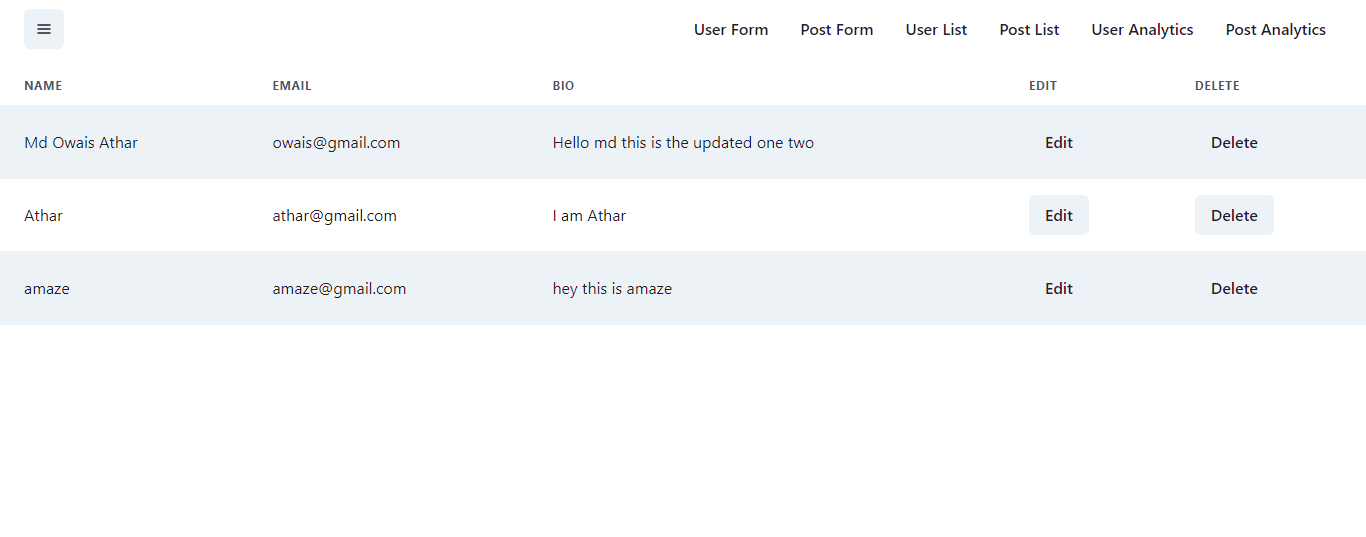 User Form Post Form User List Post List User Analytics Post Analytics
NAME EMAIL BIO EDIT DELETE
Md Owais Athar owais@gmail.com Hello md this is the updated one two Edit Delete
Athar athar@gmail.com I am Athar Edit Delete
amaze amaze@gmail.com hey this is amaze Edit Delete